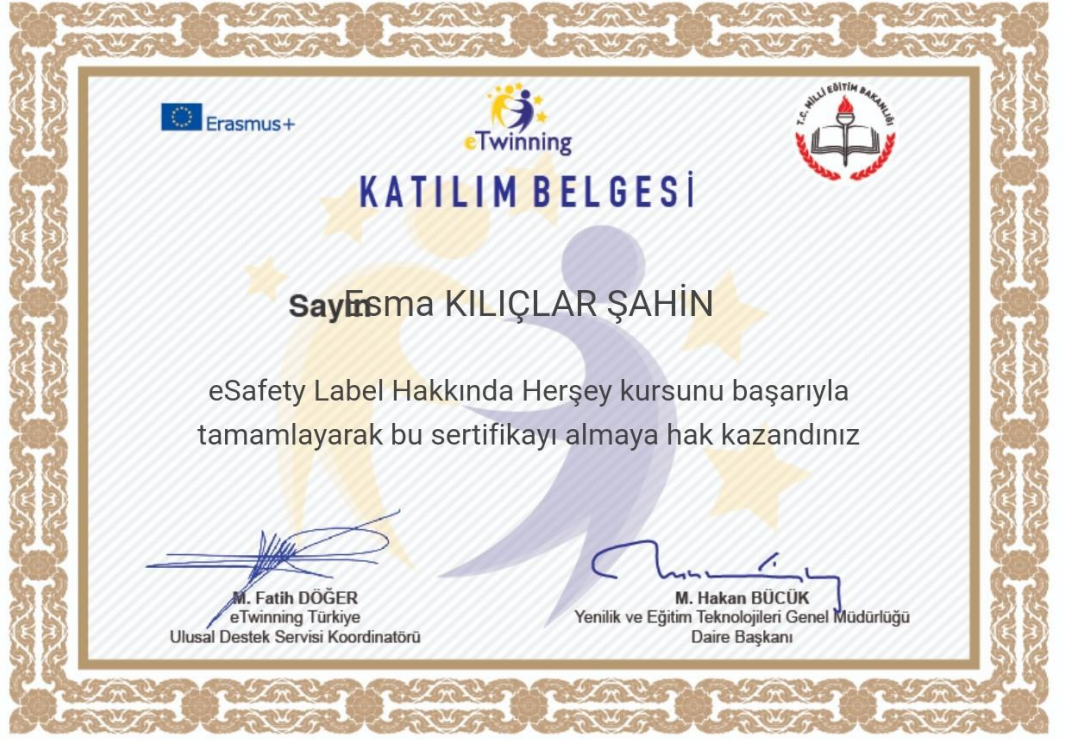 Erasmus+
eTwinning
T.C. MİLLİ EĞİTİM BAKANLIĞI
KATILIM BELGESİ
Sayın Esma KILIÇLAR ŞAHİN
eSafety Label Hakkında Herşey kursunu başarıyla
tamamlayarak bu sertifikayı almaya hak kazandınız
M. Fatih DÖĞER
eTwinning Türkiye
Ulusal Destek Servisi Koordinatörü
M. Hakan BÜCÜK
Yenilik ve Eğitim Teknolojileri Genel Müdürlüğü
Daire Başkanı